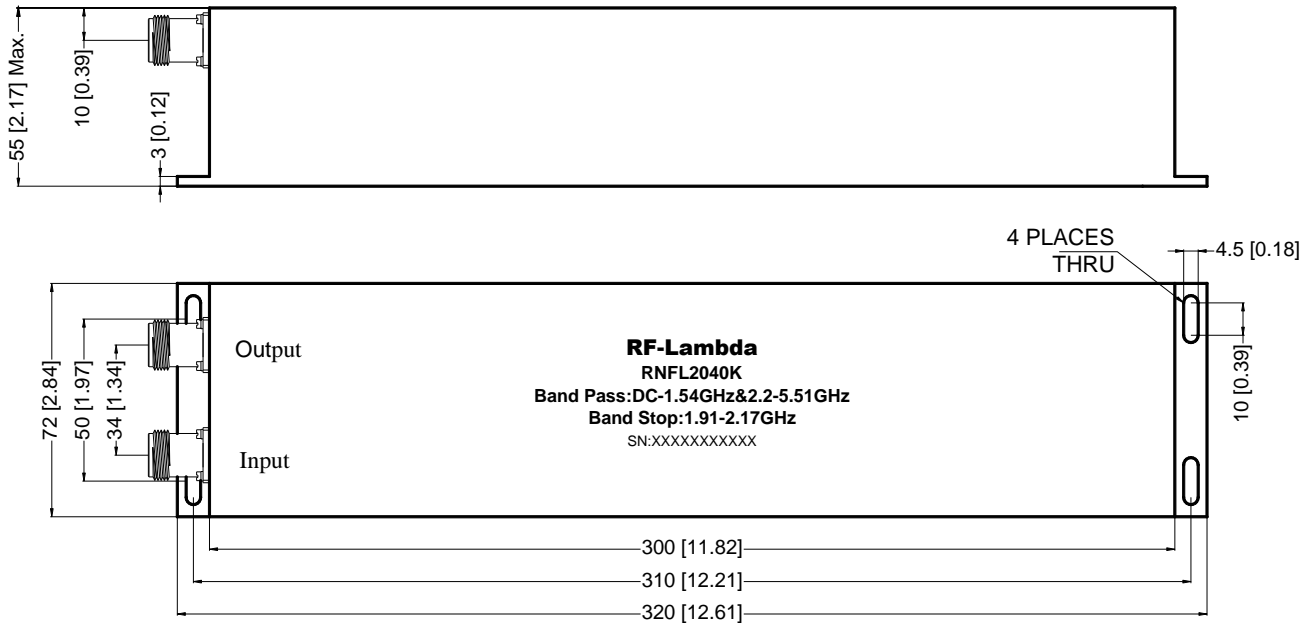 55 [2.17] Max.
10 [0.39]
3 [0.12]
4 PLACES
THRU
4.5 [0.18]
10 [0.39]
72 [2.84]
50 [1.97]
34 [1.34]
Output
Input
RF-Lambda
RNFL2040K
Band Pass:DC-1.54GHz&2.2-5.51GHz
Band Stop:1.91-2.17GHz
SN:XXXXXXXXXXX
300 [11.82]
310 [12.21]
320 [12.61]